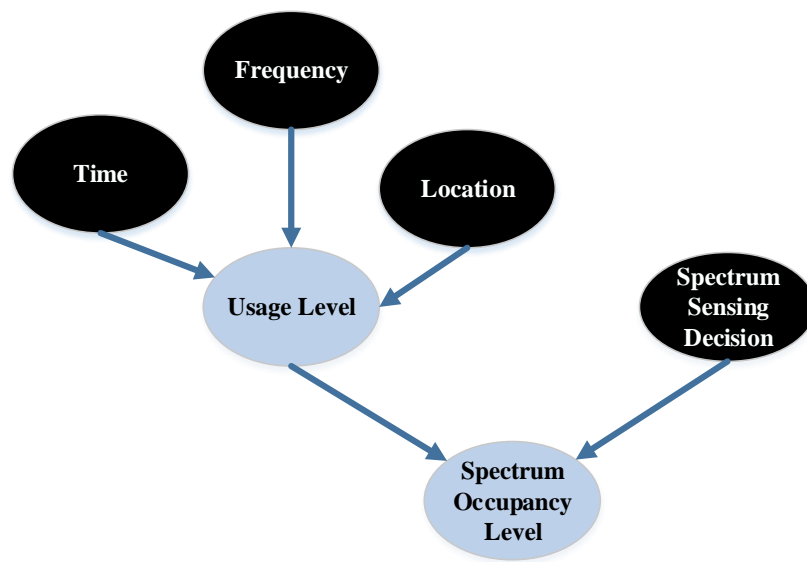 Frequency
Time
Location
Usage Level
Spectrum
Sensing
Decision
Spectrum
Occupancy
Level